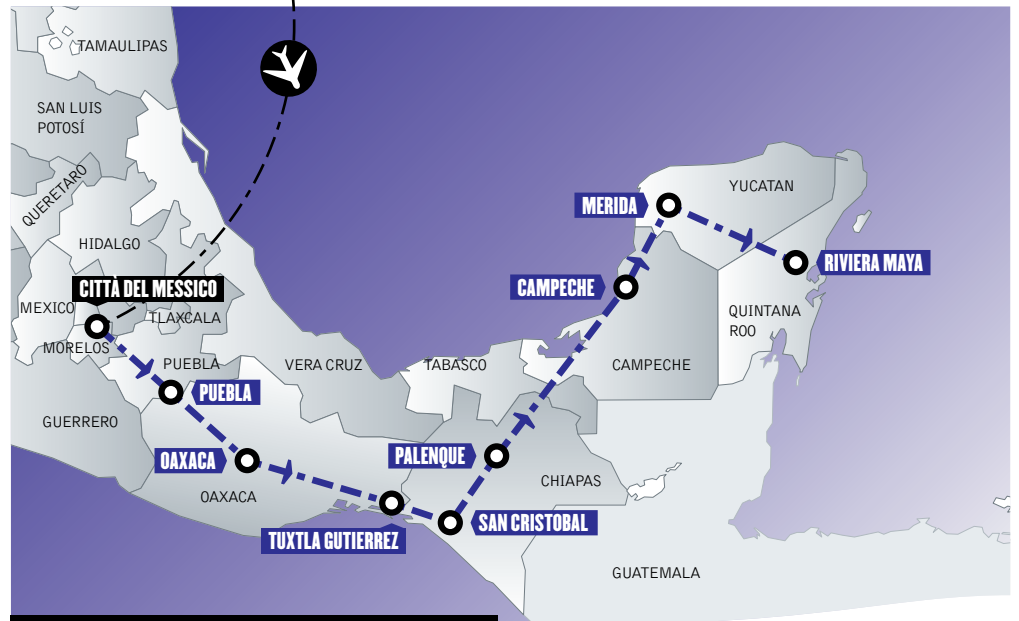 TAMAULIPAS
SAN LUIS
POTOSÍ
QUERETARO
HIDALGO
CITTÀ DEL MESSICO
MEXICO
TLAXCALA
MORELOS
PUEBLA
PUEBLA
GUERRERO
VERA CRUZ
TABASCO
OAXACA
OAXACA
TUXTLA GUTIERREZ
SAN CRISTOBAL
PALENQUE
CHIAPAS
GUATEMALA
CAMPECHE
CAMPECHE
MERIDA
YUCATAN
RIVIERA MAYA
QUINTANA
ROO